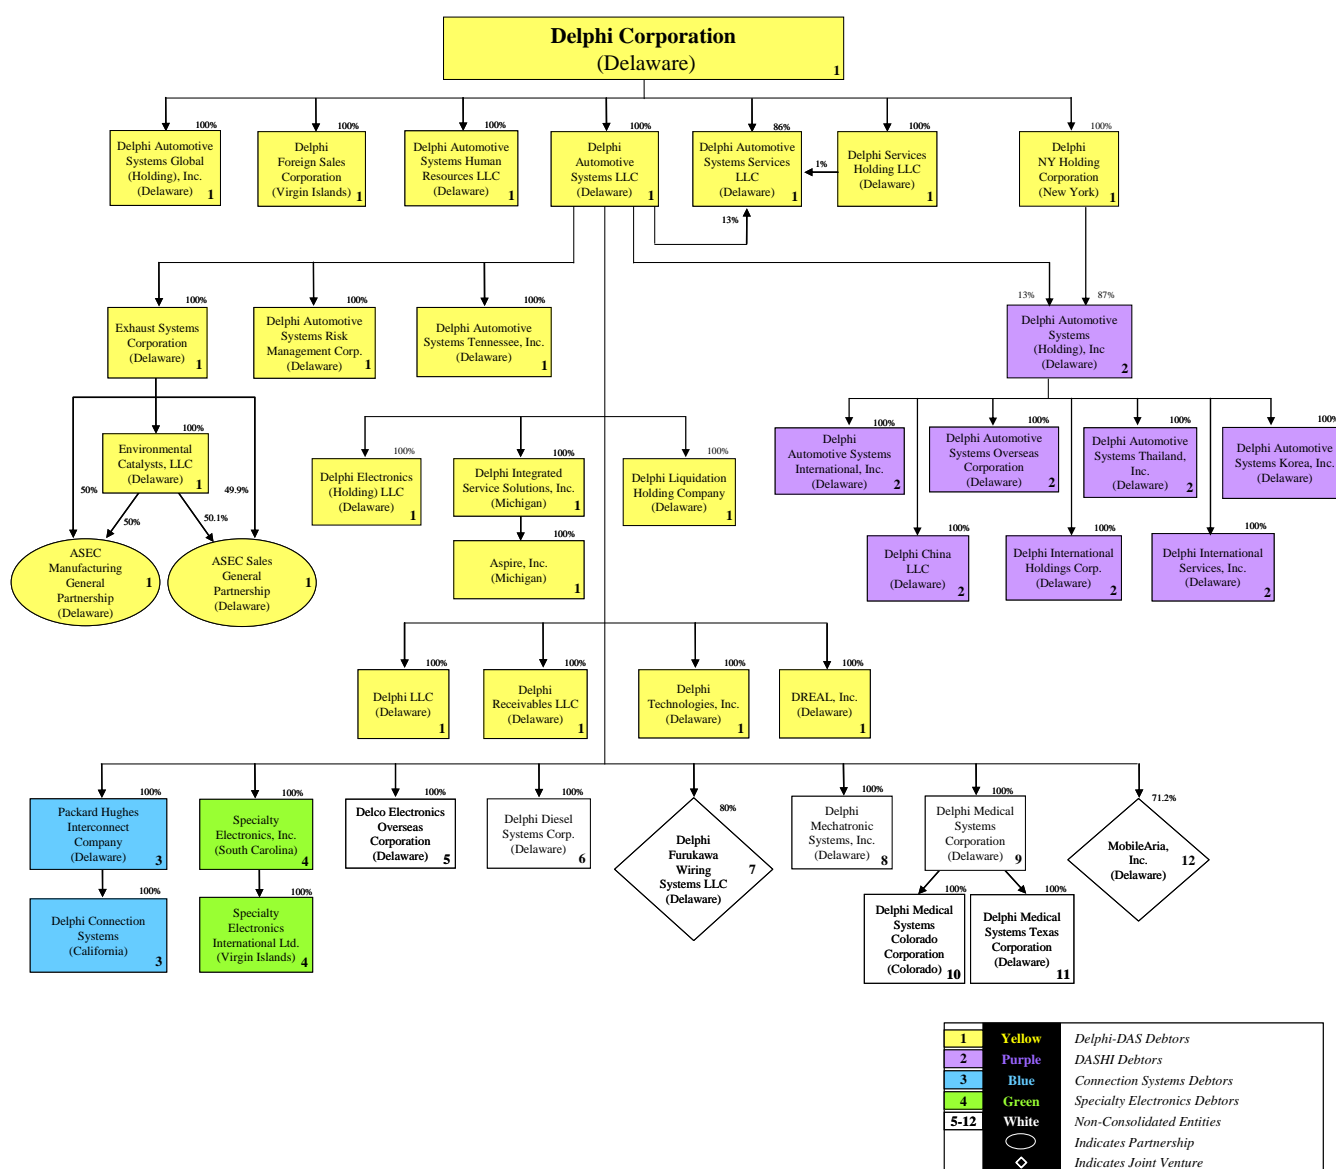 Delphi Corporation
(Delaware)
1
100%
100%
100%
100%
86%
100%
100%
Delphi Automotive
Systems Global
(Holding), Inc.
(Delaware)
1
Delphi
Foreign Sales
Corporation
(Virgin Islands)
1
Delphi Automotive
Systems Human
Resources LLC
(Delaware)
1
Delphi
Automotive
Systems LLC
(Delaware)
1
Delphi Automotive
Systems Services
LLC
(Delaware)
1
1%
Delphi Services
Holding LLC
(Delaware)
1
Delphi
NY Holding
Corporation
(New York)
1
13%
100%
100%
100%
13%
87%
Exhaust Systems
Corporation
(Delaware)
1
Delphi Automotive
Systems Risk
Management Corp.
(Delaware)
1
Delphi Automotive
Systems Tennessee, Inc.
(Delaware)
1
Delphi Automotive
Systems
(Holding), Inc
(Delaware)
2
100%
Environmental
Catalysts, LLC
(Delaware)
1
50%
50%
50.1%
49.9%
ASEC
Manufacturing
General
Partnership
(Delaware)
1
ASEC Sales
General
Partnership
(Delaware)
1
100%
Delphi Electronics
(Holding) LLC
(Delaware)
1
100%
Delphi Integrated
Service Solutions, Inc.
(Michigan)
1
100%
Delphi Liquidation
Holding Company
(Delaware)
1
100%
Aspire, Inc.
(Michigan)
1
100%
Delphi
Automotive Systems
International, Inc.
(Delaware)
2
100%
Delphi Automotive
Systems Overseas
Corporation
(Delaware)
2
100%
Delphi Automotive
Systems Thailand,
Inc.
(Delaware)
2
100%
Delphi Automotive
Systems Korea, Inc.
(Delaware)
2
100%
Delphi China
LLC
(Delaware)
2
100%
Delphi International
Holdings Corp.
(Delaware)
2
100%
Delphi International
Services, Inc.
(Delaware)
2
100%
Delphi LLC
(Delaware)
1
100%
Delphi
Receivables LLC
(Delaware)
1
100%
Delphi
Technologies, Inc.
(Delaware)
1
100%
DREAL, Inc.
(Delaware)
1
100%
Packard Hughes
Interconnect
Company
(Delaware)
3
100%
Specialty
Electronics, Inc.
(South Carolina)
4
100%
Delco Electronics
Overseas
Corporation
(Delaware)
5
100%
Delphi Diesel
Systems Corp.
(Delaware)
6
80%
Delphi
Furukawa
Wiring
Systems LLC
(Delaware)
7
100%
Delphi
Mechatronic
Systems, Inc.
(Delaware)
8
100%
Delphi Medical
Systems
Corporation
(Delaware)
9
71.2%
MobileAria,
Inc.
(Delaware)
12
100%
Delphi Connection
Systems
(California)
3
100%
Specialty
Electronics
International Ltd.
(Virgin Islands)
4
100%
Delphi Medical
Systems
Colorado
Corporation
(Colorado)
10
100%
Delphi Medical
Systems Texas
Corporation
(Delaware)
11
1 Yellow Delphi-DAS Debtors
2 Purple DASHI Debtors
3 Blue Connection Systems Debtors
4 Green Specialty Electronics Debtors
5-12 White Non-Consolidated Entities
Indicates Partnership
Indicates Joint Venture